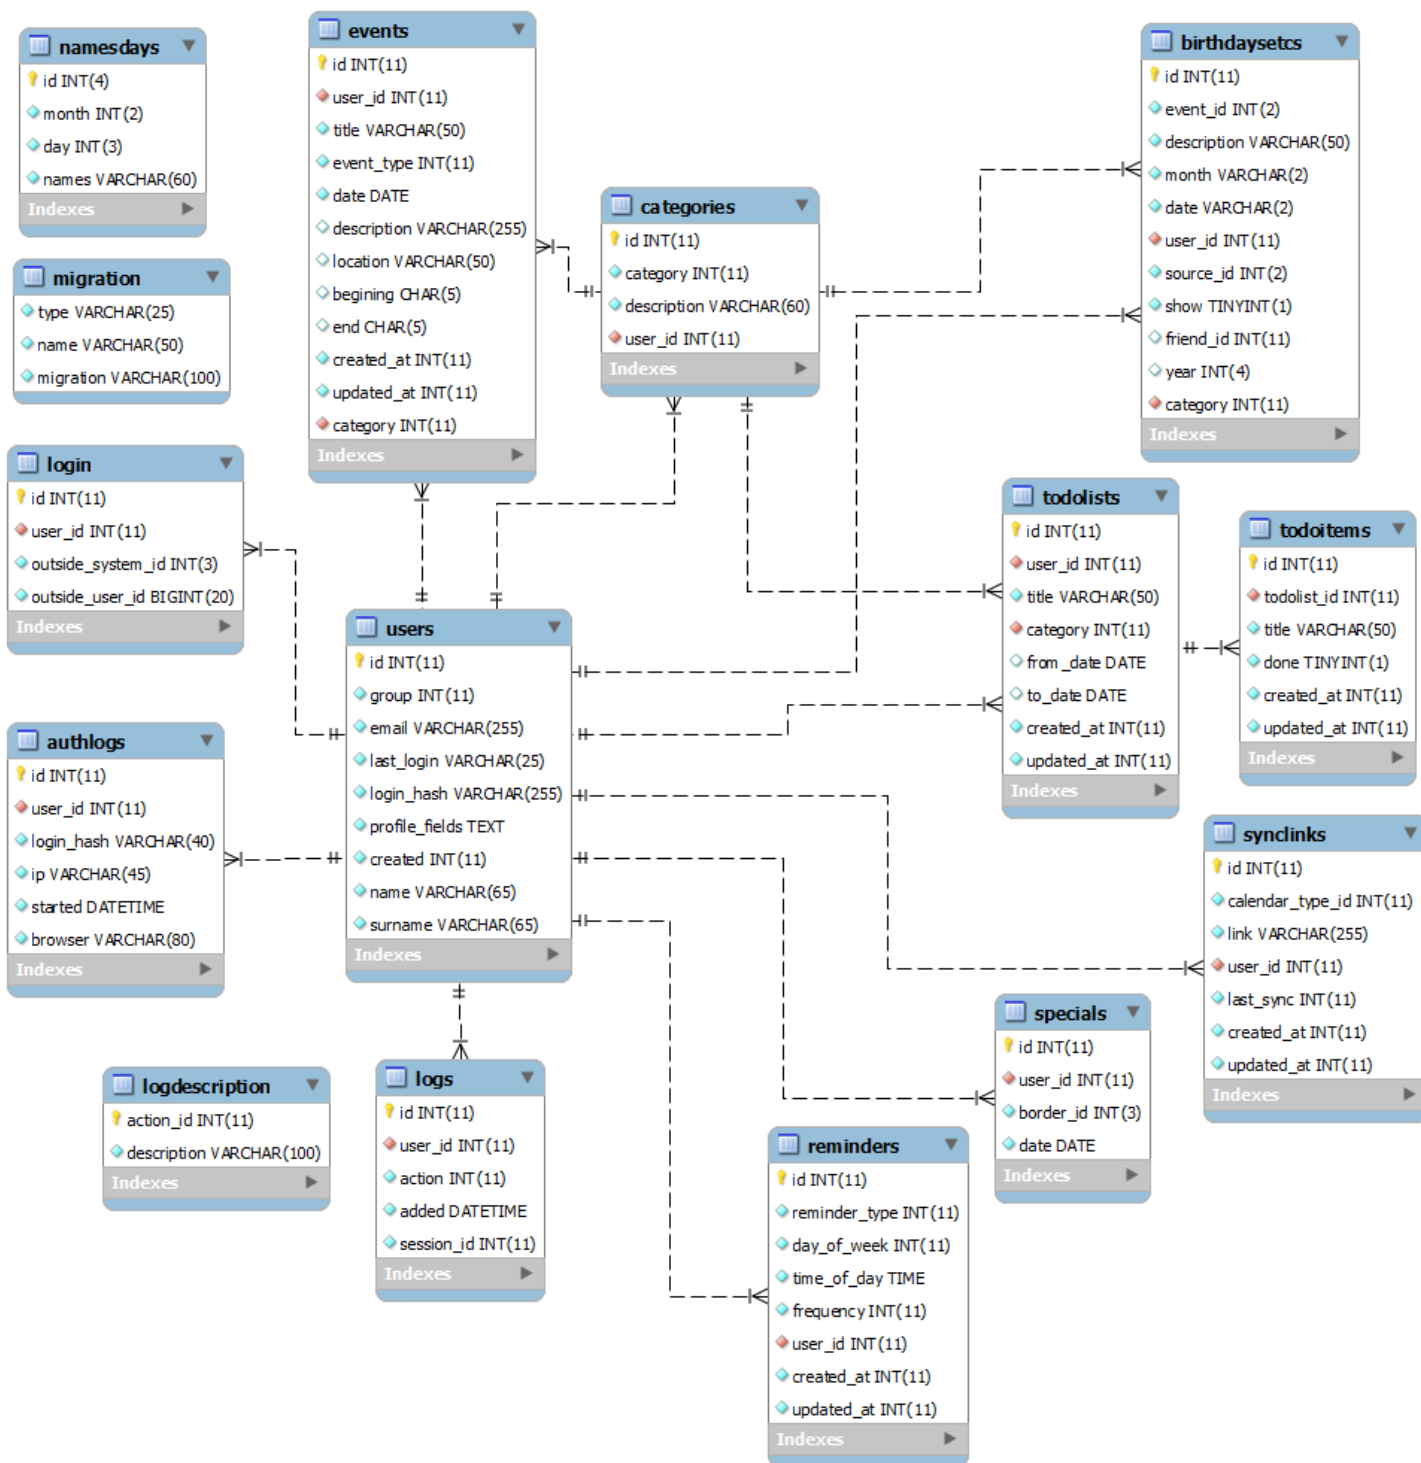 namesdays
id INT(4)
month INT(2)
day INT(3)
names VARCHAR(60)
Indexes
migration
type VARCHAR(25)
name VARCHAR(50)
migration VARCHAR(100)
login
id INT(11)
user_id INT(11)
outside_system_id INT(3)
outside_user_id BIGINT(20)
Indexes
authlogs
id INT(11)
user_id INT(11)
login_hash VARCHAR(40)
ip VARCHAR(45)
started DATETIME
browser VARCHAR(80)
Indexes
logdescription
action_id INT(11)
description VARCHAR(100)
Indexes
events
id INT(11)
user_id INT(11)
title VARCHAR(50)
event_type INT(11)
date DATE
description VARCHAR(255)
location VARCHAR(50)
begining CHAR(5)
end CHAR(5)
created_at INT(11)
updated_at INT(11)
category INT(11)
Indexes
users
id INT(11)
group INT(11)
email VARCHAR(255)
last_login VARCHAR(25)
login_hash VARCHAR(255)
profile_fields TEXT
created INT(11)
name VARCHAR(65)
surname VARCHAR(65)
Indexes
logs
id INT(11)
user_id INT(11)
action INT(11)
added DATETIME
session_id INT(11)
Indexes
categories
id INT(11)
category INT(11)
description VARCHAR(60)
user_id INT(11)
Indexes
birthdaysetcs
id INT(11)
event_id INT(2)
description VARCHAR(50)
month VARCHAR(2)
date VARCHAR(2)
user_id INT(11)
source_id INT(2)
show TINYINT(1)
friend_id INT(11)
year INT(4)
category INT(11)
Indexes
todolists
id INT(11)
user_id INT(11)
title VARCHAR(50)
category INT(11)
from_date DATE
to_date DATE
created_at INT(11)
updated_at INT(11)
Indexes
todoitems
id INT(11)
todolist_id INT(11)
title VARCHAR(50)
done TINYINT(1)
created_at INT(11)
updated_at INT(11)
Indexes
synclinks
id INT(11)
calendar_type_id INT(11)
link VARCHAR(255)
user_id INT(11)
last_sync INT(11)
created_at INT(11)
updated_at INT(11)
Indexes
specials
id INT(11)
user_id INT(11)
border_id INT(3)
date DATE
Indexes
reminders
id INT(11)
reminder_type INT(11)
day_of_week INT(11)
time_of_day TIME
frequency INT(11)
user_id INT(11)
created_at INT(11)
updated_at INT(11)
Indexes